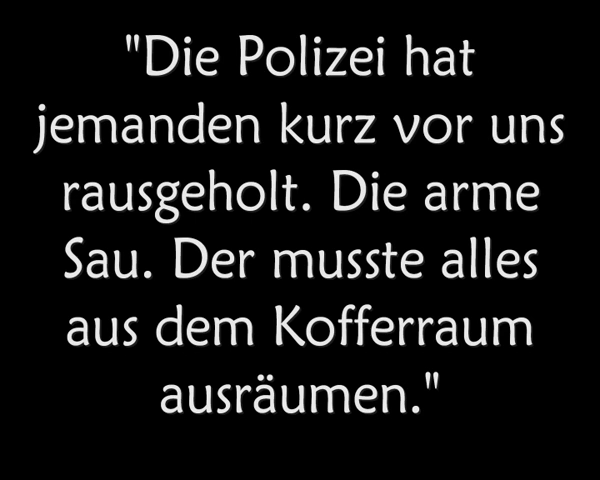 "Die Polizei hat
jemanden kurz vor uns
rausgeholt. Die arme
Sau. Der musste alles
aus dem Kofferraum
ausräumen."